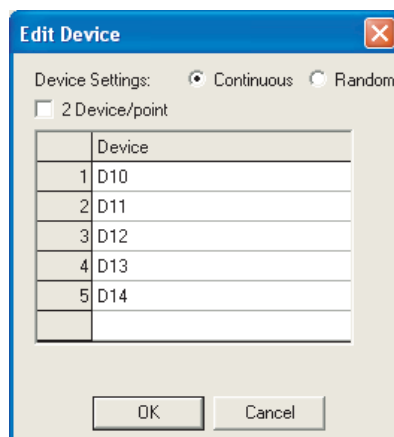 Edit Device
Device Settings: Continuous Random
2 Device/point
Device
1 D10
2 D11
3 D12
4 D13
5 D14
OK Cancel